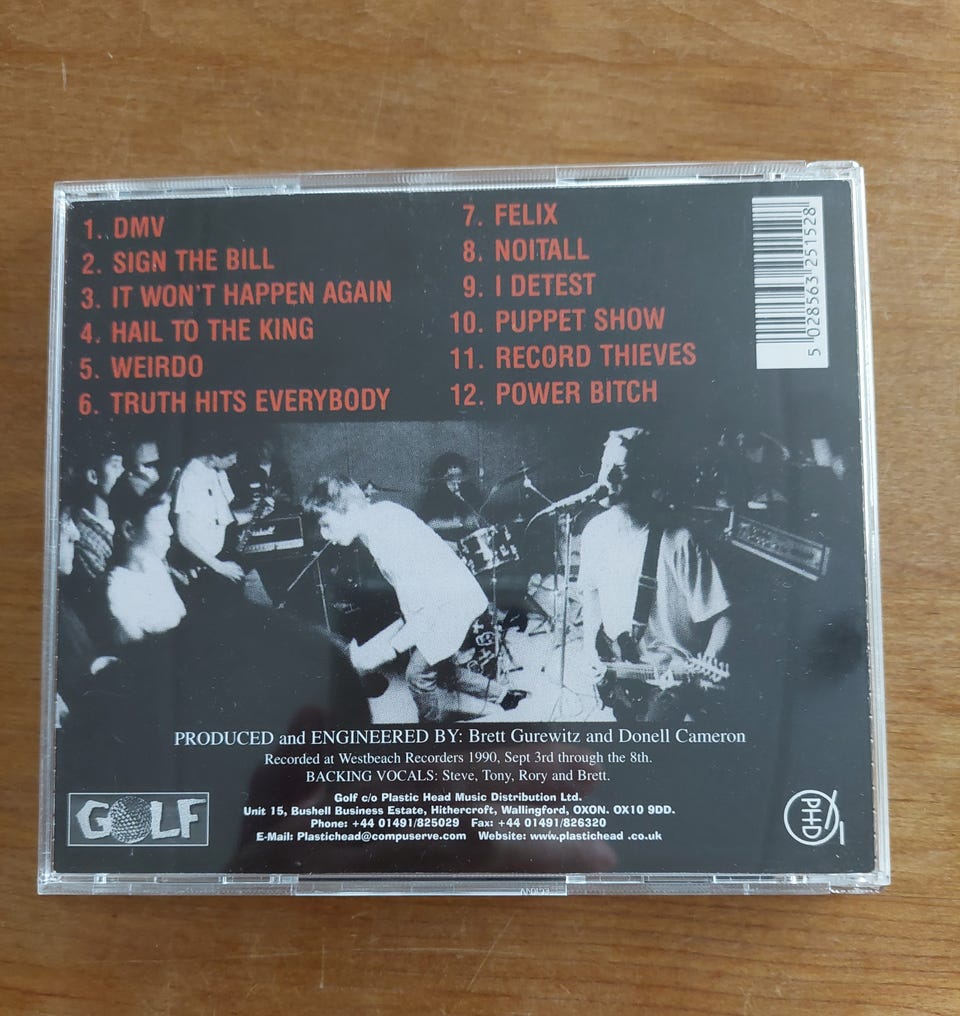 1. DMV
2. SIGN THE BILL
3. IT WON'T HAPPEN AGAIN
4. HAIL TO THE KING
5. WEIRDO
6. TRUTH HITS EVERYBODY
7. FELIX
8. NOITALL
9. I DETEST
10. PUPPET SHOW
11. RECORD THIEVES
12. POWER BITCH
5 028563 251528
PRODUCED and ENGINEERED BY: Brett Gurewitz and Donell Cameron
Recorded at Westbeach Recorders 1990, Sept 3rd through the 8th.
BACKING VOCALS: Steve, Tony, Rory and Brett.
GOLF
Golf c/o Plastic Head Music Distribution Ltd.
Unit 15, Bushell Business Estate, Hithercroft, Wallingford, OXON. OX10 9DD.
Phone: +44 01491/825029 Fax: +44 01491/826320
E-Mail: Plastichead@compuserve.com Website: www.plastichead .co.uk
PHD